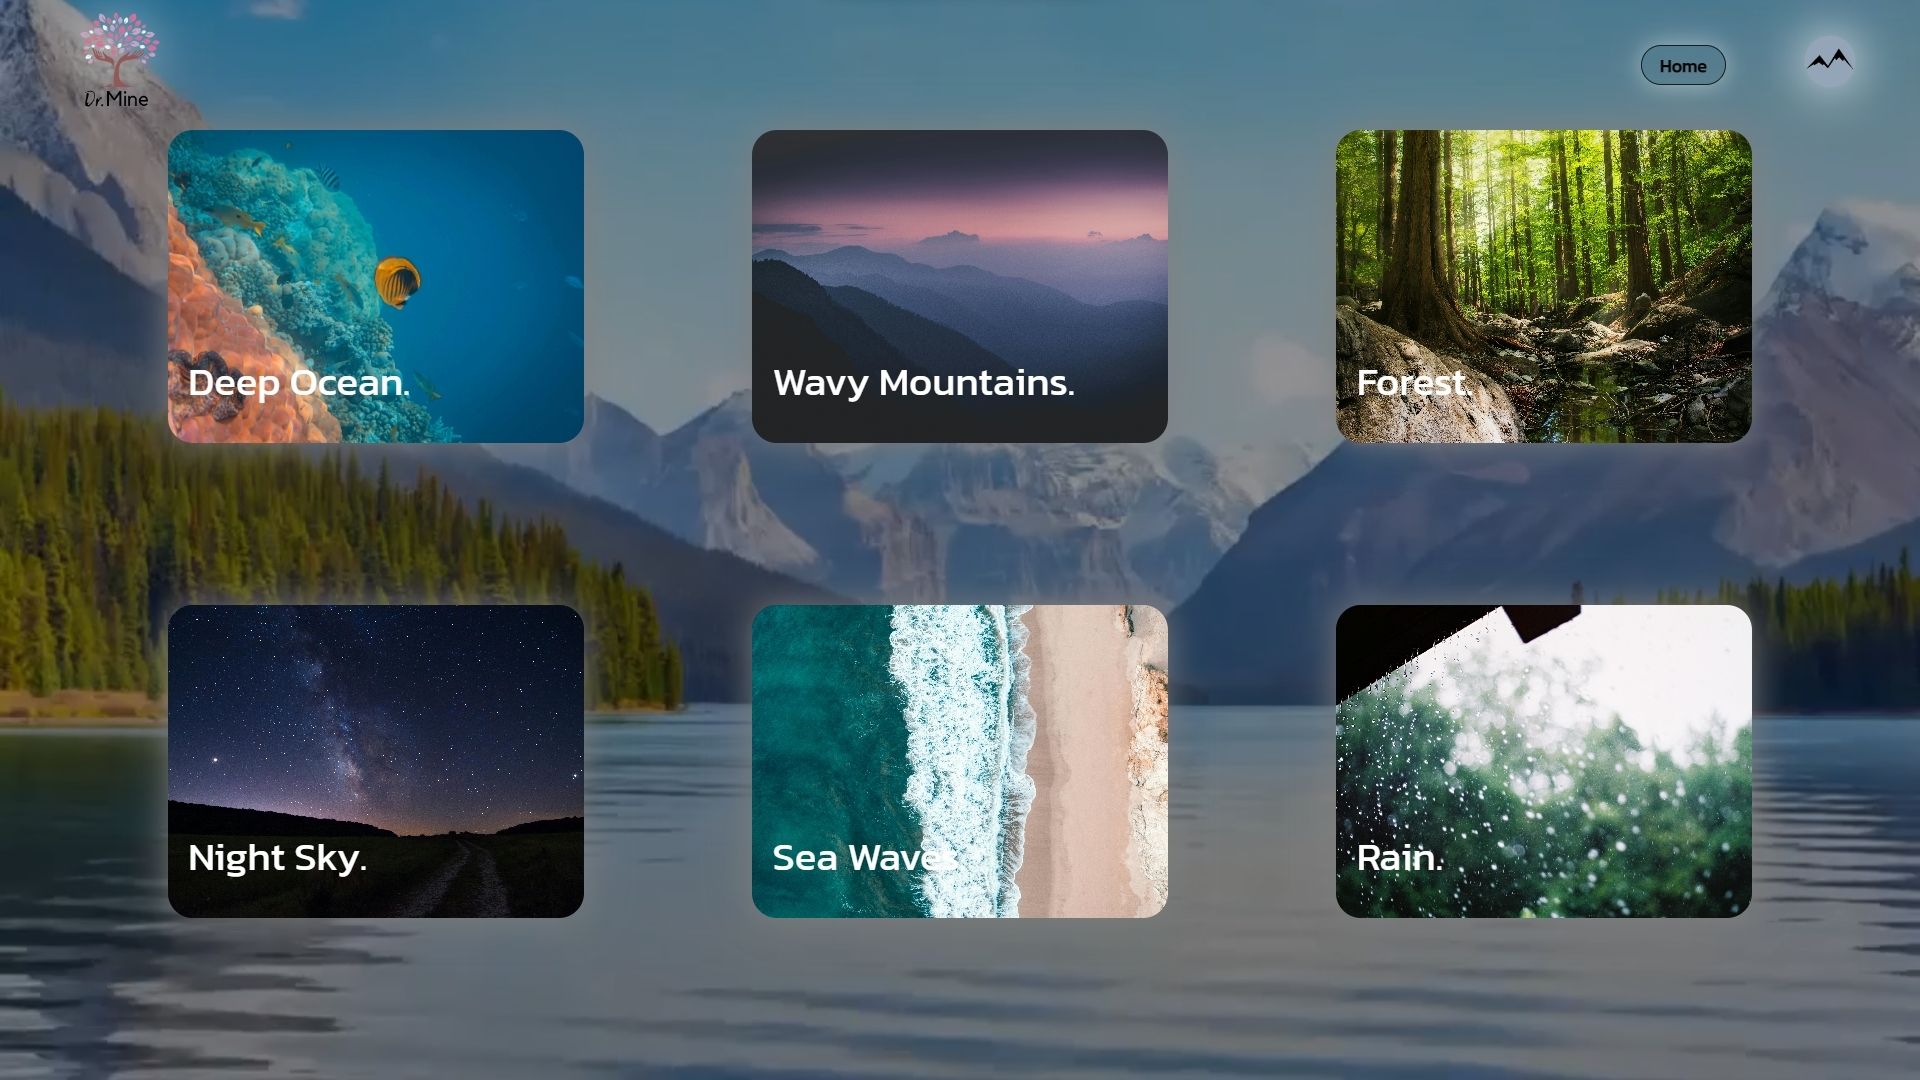 Dr.Mine
Home
Deep Ocean.
Wavy Mountains.
Forest.
Night Sky.
Sea Waves.
Rain.